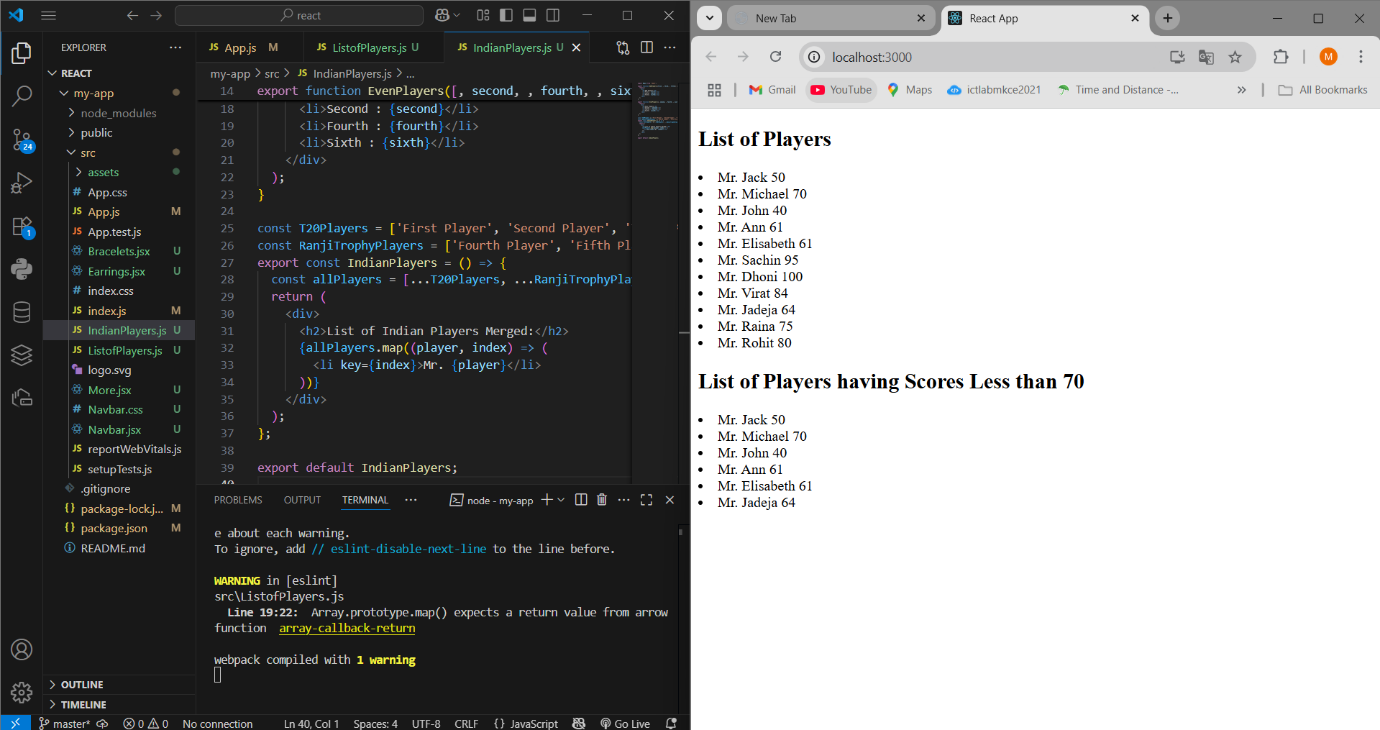 react
EXPLORER
REACT
my-app
node_modules
public
src
assets
App.css
App.js M
App.test.js
Bracelets.jsx U
Earrings.jsx U
index.css
index.js M
IndianPlayers.js U
ListofPlayers.js U
logo.svg
More.jsx U
Navbar.css U
Navbar.jsx U
reportWebVitals.js
setupTests.js
.gitignore
package-lock.j... M
package.json M
README.md
OUTLINE
TIMELINE
24
1
App.js M ListofPlayers.js U IndianPlayers.js U
my-app > src > JS IndianPlayers.js > ...
14 export function EvenPlayers([, second, , fourth, , six
18 <li>Second : {second}</li>
19 <li>Fourth : {fourth}</li>
20 <li>Sixth : {sixth}</li>
21 </div>
22 );
23 }
24
25 const T20Players = ['First Player', 'Second Player', '
26 const RanjiTrophyPlayers = ['Fourth Player', 'Fifth Pl
27 export const IndianPlayers = () => {
28 const allPlayers = [...T20Players, ...RanjiTrophyPla
29 return (
30 <div>
31 <h2>List of Indian Players Merged:</h2>
32 {allPlayers.map((player, index) => (
33 <li key={index}>Mr. {player}</li>
34 ))}
35 </div>
36 );
37 };
38
39 export default IndianPlayers;
40
PROBLEMS OUTPUT TERMINAL ... node - my-app
e about each warning.
To ignore, add // eslint-disable-next-line to the line before.
WARNING in [eslint]
src\ListofPlayers.js
Line 19:22: Array.prototype.map() expects a return value from arrow
function array-callback-return
webpack compiled with 1 warning
master* 0 0 No connection Ln 40, Col 1 Spaces: 4 UTF-8 CRLF {} JavaScript Go Live
New Tab React App
localhost:3000 M
Gmail YouTube Maps ictlabmkce2021 Time and Distance -... » All Bookmarks
List of Players
• Mr. Jack 50
• Mr. Michael 70
• Mr. John 40
• Mr. Ann 61
• Mr. Elisabeth 61
• Mr. Sachin 95
• Mr. Dhoni 100
• Mr. Virat 84
• Mr. Jadeja 64
• Mr. Raina 75
• Mr. Rohit 80
List of Players having Scores Less than 70
• Mr. Jack 50
• Mr. Michael 70
• Mr. John 40
• Mr. Ann 61
• Mr. Elisabeth 61
• Mr. Jadeja 64